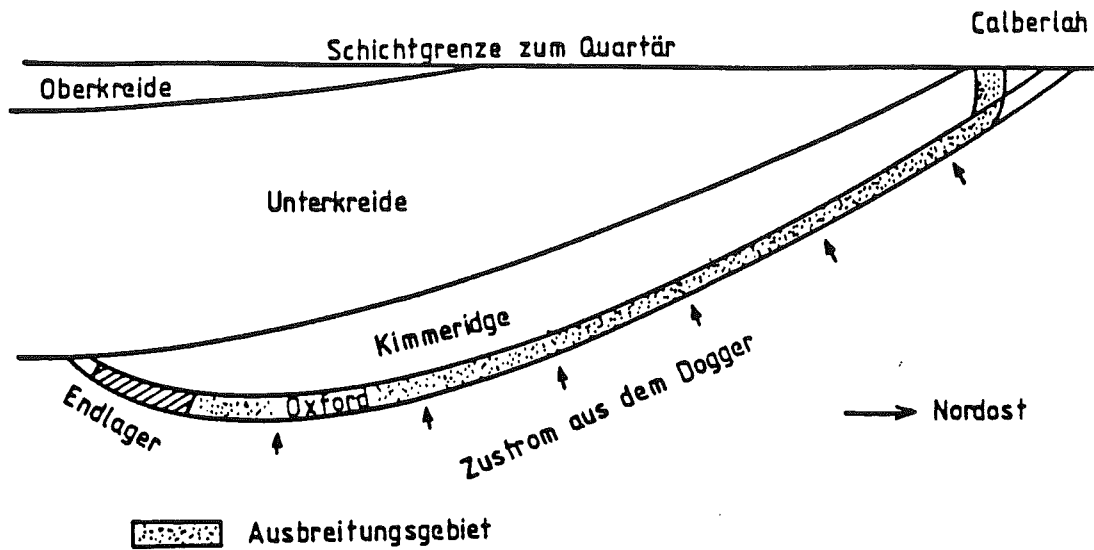 Calberlah
Schichtgrenze zum Quartär
Oberkreide
Unterkreide
Kimmeridge
Oxford
Endlager
Zustrom aus dem Dogger
Nordost
Ausbreitungsgebiet